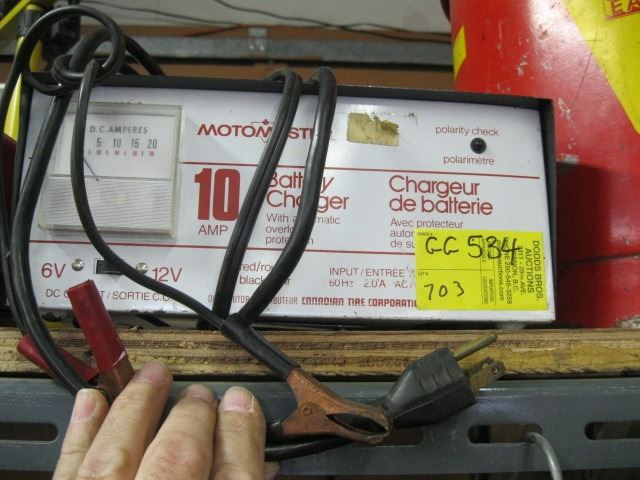 D.C. AMPERES
5 10 15 20
MOTOMASTER
polarity check
polarimètre
10
AMP
Battery
Charger
With automatic
overload
protection
Chargeur
de batterie
Avec protecteur
6V
12V
DC OUTPUT / SORTIE C.C.
red/rouge
black
INPUT / ENTRÉE
60Hz 2.0A
CANADIAN TIRE CORPORATION
GG 534
703
DODDS BROS.
AUCTIONS
VERNON, B.C.